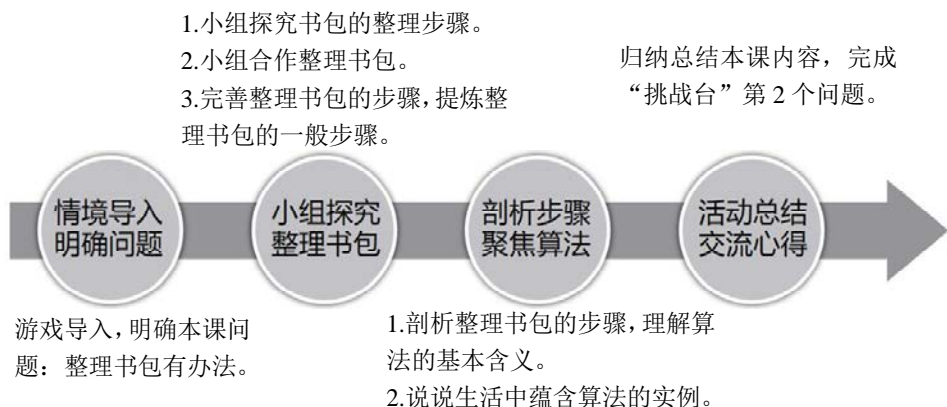 1.小组探究书包的整理步骤。
2.小组合作整理书包。
3.完善整理书包的步骤,提炼整
理书包的一般步骤。
归纳总结本课内容，完成
“挑战台”第 2 个问题。
情境导入
明确问题
小组探究
整理书包
剖析步骤
聚焦算法
活动总结
交流心得
游戏导入,明确本课问
题：整理书包有办法。
1.剖析整理书包的步骤,理解算
法的基本含义。
2.说说生活中蕴含算法的实例。